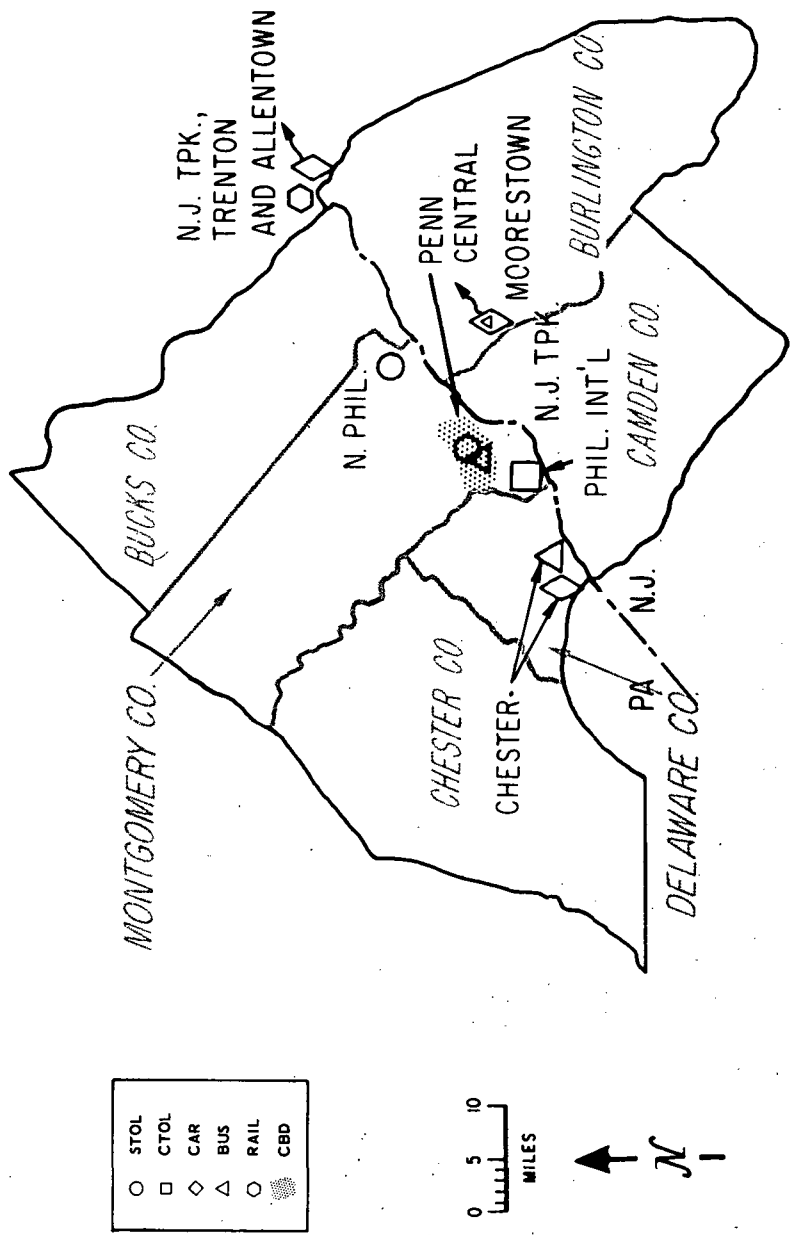 N.J. TPK.,
TRENTON
AND ALLENTOWN
BUCKS CO.
MONTGOMERY CO.
N. PHIL.
PENN
CENTRAL
MOORESTOWN
BURLINGTON CO.
N.J. TPK.
PHIL. INT'L
CAMDEN CO.
CHESTER CO.
CHESTER
N.J.
PA
DELAWARE CO.
STOL
CTOL
CAR
BUS
RAIL
CBD
0 5 10
MILES
N